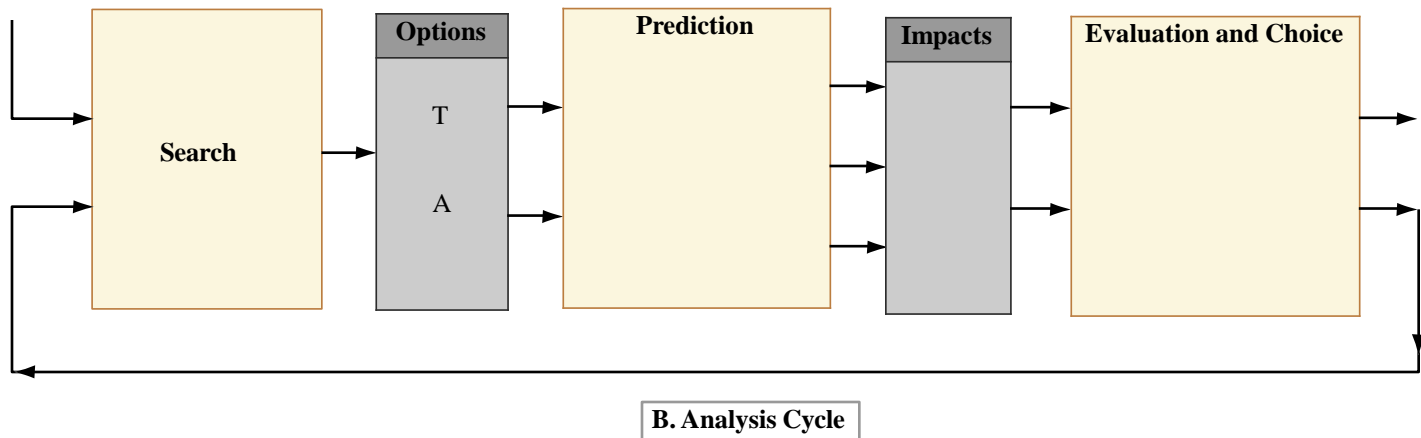 Options
Prediction
Impacts
Evaluation and Choice
T
Search
A
B. Analysis Cycle